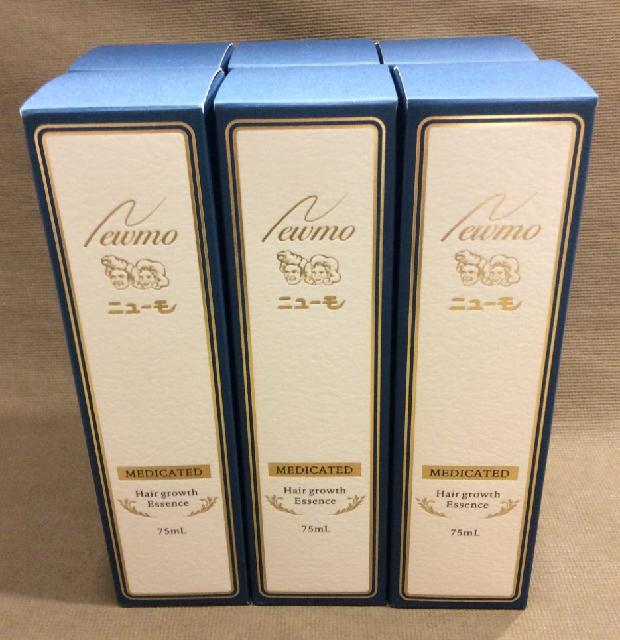 Newmo
ニューモ
MEDICATED
Hair growth
Essence
75mL
Newmo
ニューモ
MEDICATED
Hair growth
Essence
75mL
Newmo
ニューモ
MEDICATED
Hair growth
Essence
75mL